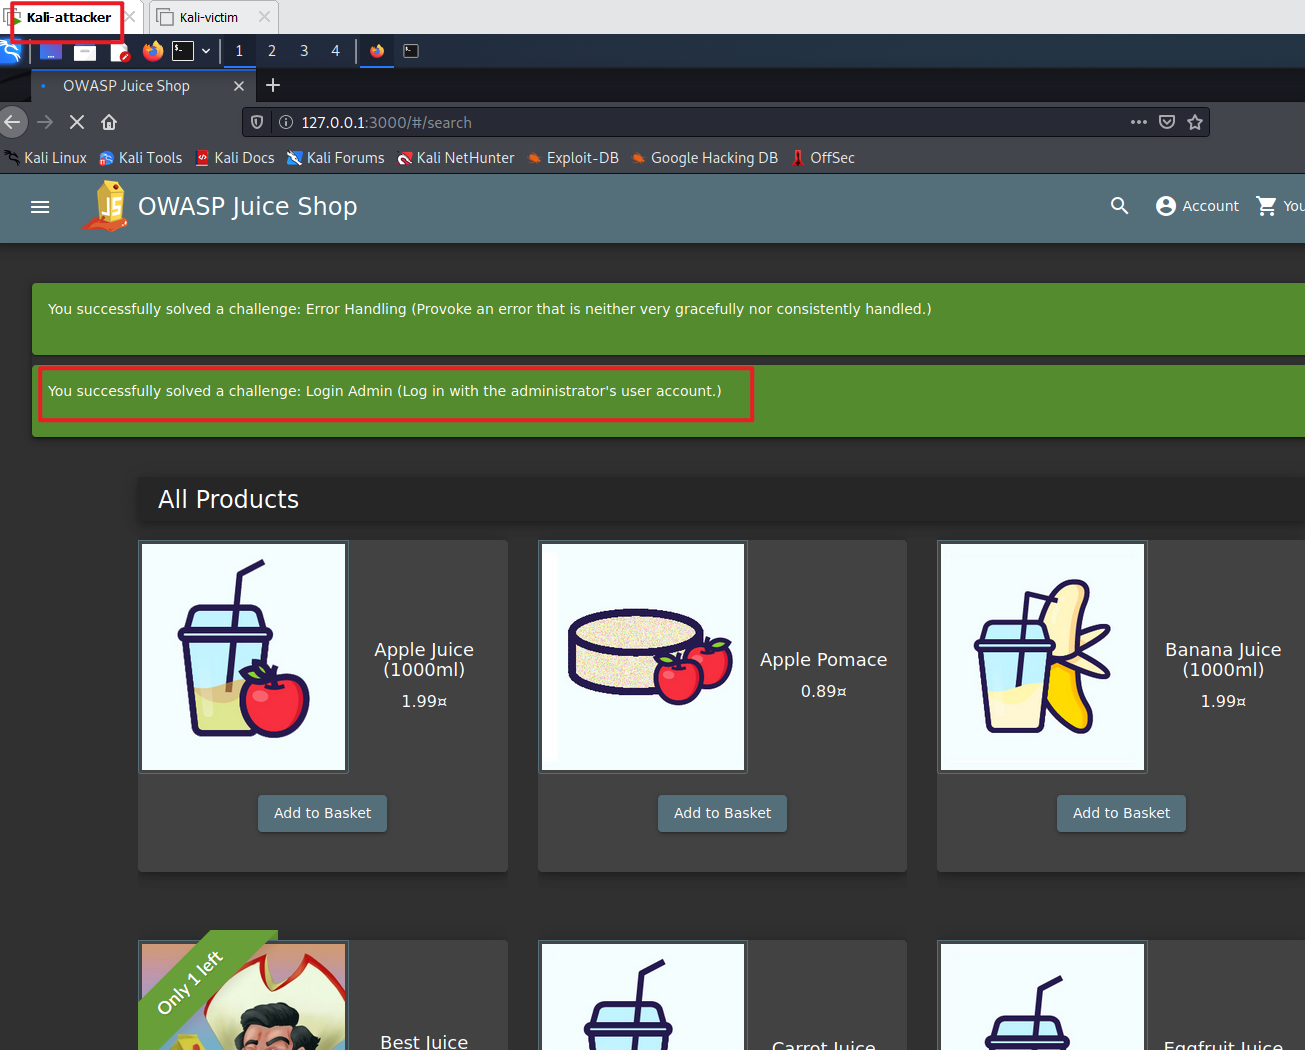 Kali-attacker
Kali-victim
1 2 3 4
OWASP Juice Shop
127.0.0.1:3000/#/search
Kali Linux Kali Tools Kali Docs Kali Forums Kali NetHunter Exploit-DB Google Hacking DB OffSec
JS
OWASP Juice Shop
Account
You
You successfully solved a challenge: Error Handling (Provoke an error that is neither very gracefully nor consistently handled.)
You successfully solved a challenge: Login Admin (Log in with the administrator's user account.)
All Products
Apple Juice
(1000ml)
1.99¤
Add to Basket
Apple Pomace
0.89¤
Add to Basket
Banana Juice
(1000ml)
1.99¤
Add to Basket
Only 1 left
Best Juice
Carrot Juice
Eggfruit Juice